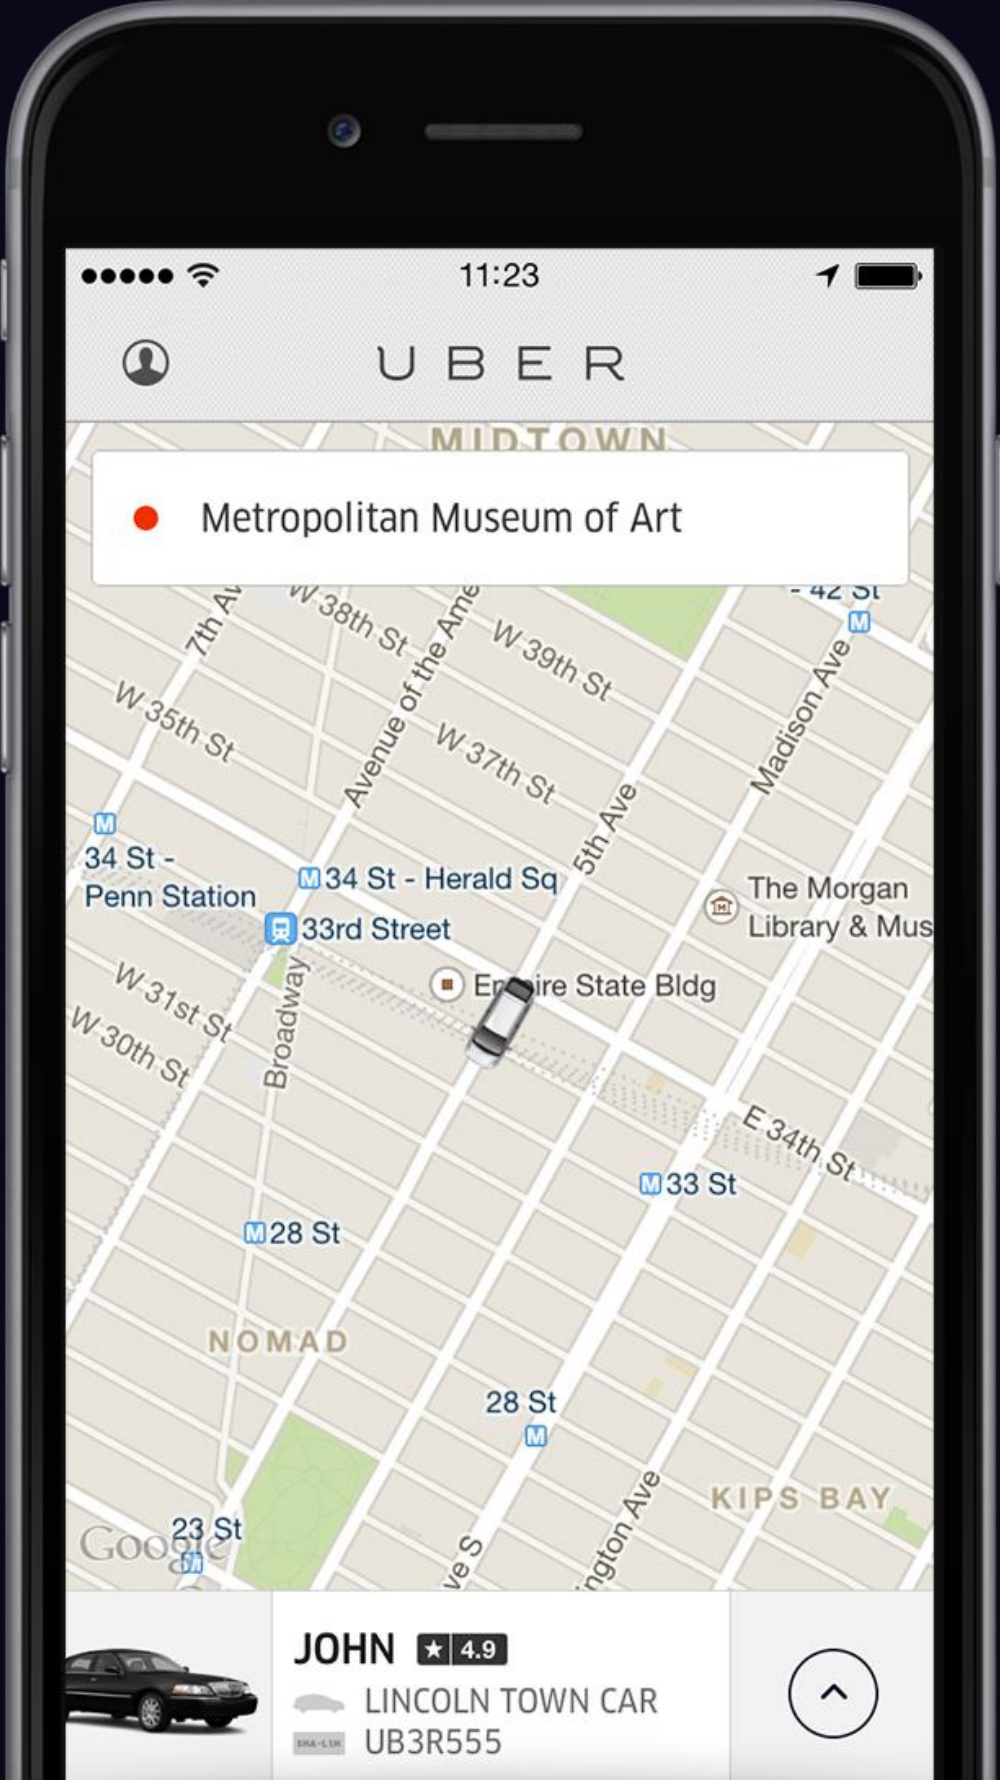 11:23
UBER
MIDTOWN
Metropolitan Museum of Art
- 42 St
7th Av
W 38th St
Avenue of the Ame
W 39th St
Madison Ave
W 35th St
W 37th St
5th Ave
34 St -
Penn Station
34 St - Herald Sq
The Morgan
Library & Mus
33rd Street
Empire State Bldg
W 31st St
W 30th St
Broadway
E 34th St
33 St
28 St
NOMAD
28 St
KIPS BAY
23 St
Google
ve S
ington Ave
JOHN ★ 4.9
LINCOLN TOWN CAR
UB3R555